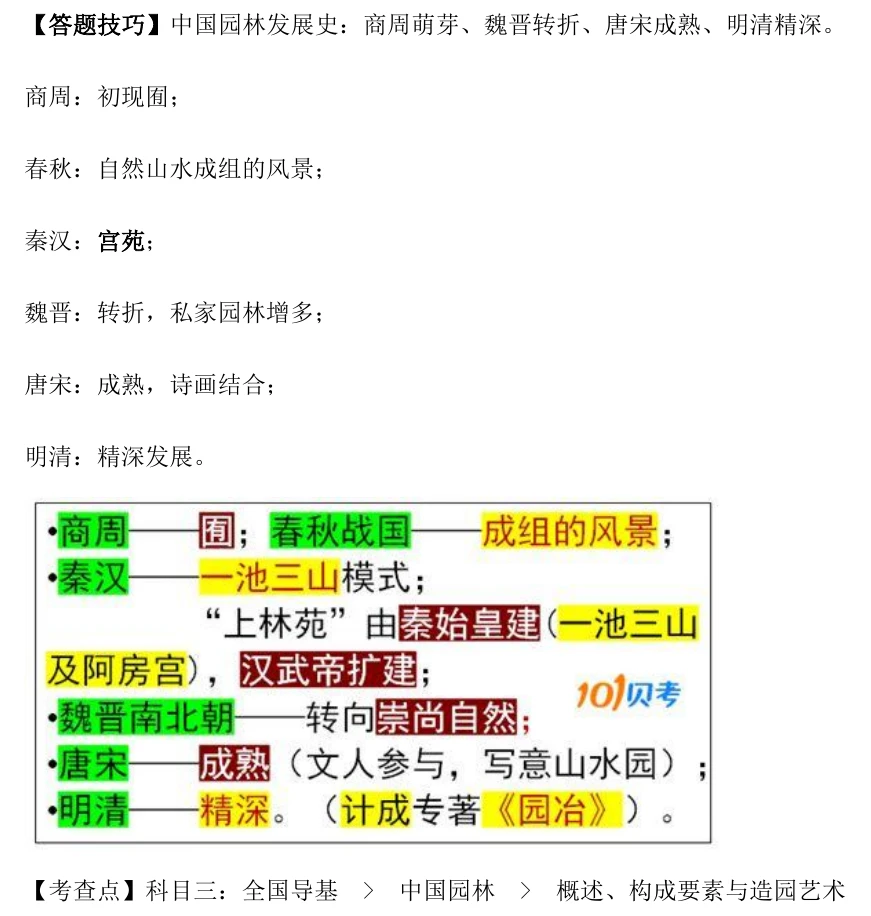 【答题技巧】中国园林发展史：商周萌芽、魏晋转折、唐宋成熟、明清精深。
商周：初现囿；
春秋：自然山水成组的风景；
秦汉：宫苑；
魏晋：转折，私家园林增多；
唐宋：成熟，诗画结合；
明清：精深发展。
•商周——囿；春秋战国——成组的风景；
•秦汉——一池三山模式；
“上林苑”由秦始皇建（一池三山
及阿房宫），汉武帝扩建；
101贝考
•魏晋南北朝——转向崇尚自然；
•唐宋——成熟（文人参与，写意山水园）；
•明清——精深。（计成专著《园冶》）。
【考查点】科目三：全国导基 > 中国园林 > 概述、构成要素与造园艺术